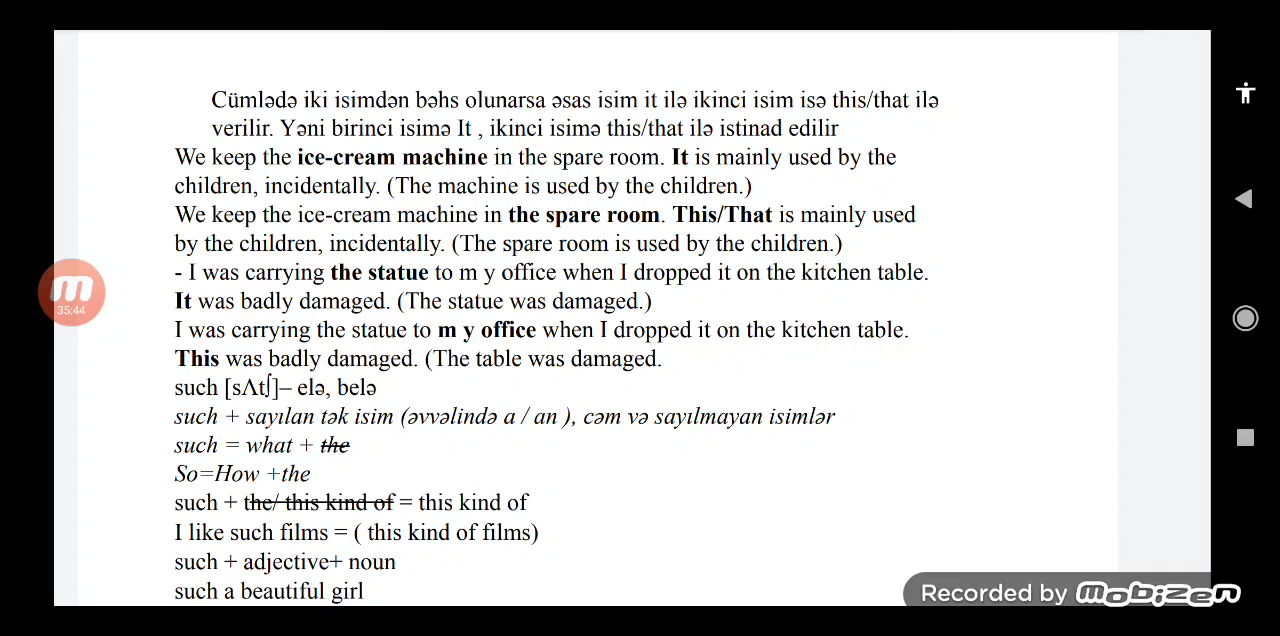 Cümlədə iki isimdən bəhs olunarsa əsas isim it ilə ikinci isim isə this/that ilə
verilir. Yəni birinci isimə It , ikinci isimə this/that ilə istinad edilir
We keep the ice-cream machine in the spare room. It is mainly used by the
children, incidentally. (The machine is used by the children.)
We keep the ice-cream machine in the spare room. This/That is mainly used
by the children, incidentally. (The spare room is used by the children.)
- I was carrying the statue to m y office when I dropped it on the kitchen table.
It was badly damaged. (The statue was damaged.)
I was carrying the statue to m y office when I dropped it on the kitchen table.
This was badly damaged. (The table was damaged.
such [sΛtʃ]– elə, belə
such + sayılan tək isim (əvvəlində a / an ), cəm və sayılmayan isimlər
such = what + the
So=How +the
such + the/ this kind of = this kind of
I like such films = ( this kind of films)
such + adjective+ noun
such a beautiful girl
m
35:44
Recorded by mobizen